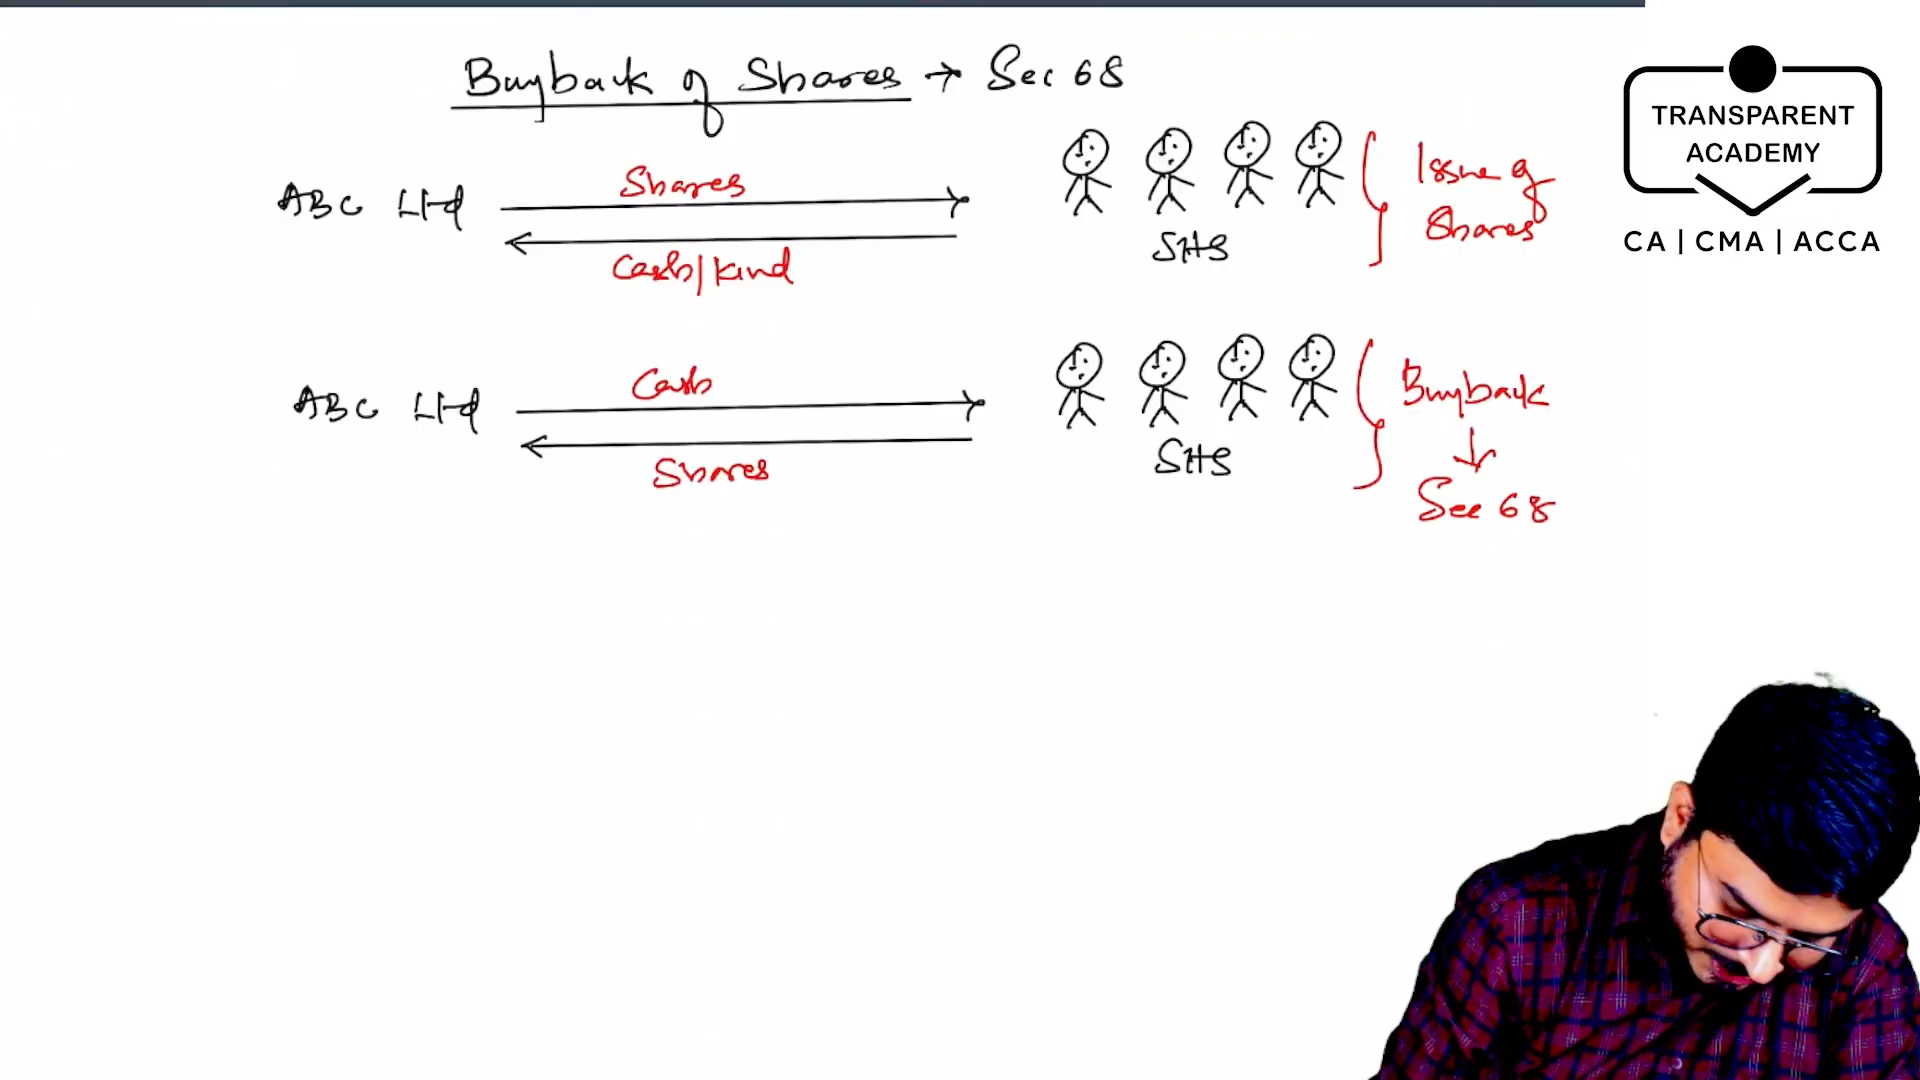 Buyback of Shares → Sec 68
TRANSPARENT
ACADEMY
CA | CMA | ACCA
ABC Ltd
Shares
Cash/Kind
SHS
Issue of
Shares
ABC Ltd
Cash
Shares
SHS
Buyback
↓
Sec 68